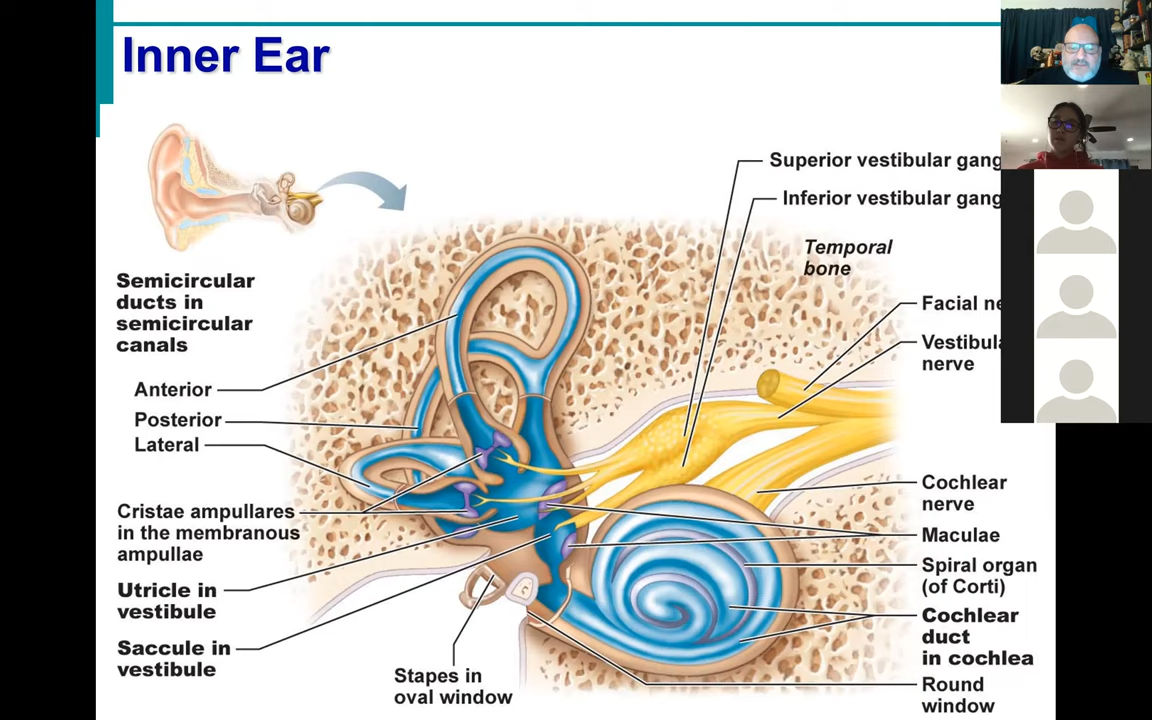 Inner Ear
Superior vestibular gang
Inferior vestibular gang
Temporal
bone
Semicircular
ducts in
semicircular
canals
Facial ne
Vestibula
nerve
Anterior
Posterior
Lateral
Cristae ampullares
in the membranous
ampullae
Utricle in
vestibule
Saccule in
vestibule
Stapes in
oval window
Cochlear
nerve
Maculae
Spiral organ
(of Corti)
Cochlear
duct
in cochlea
Round
window